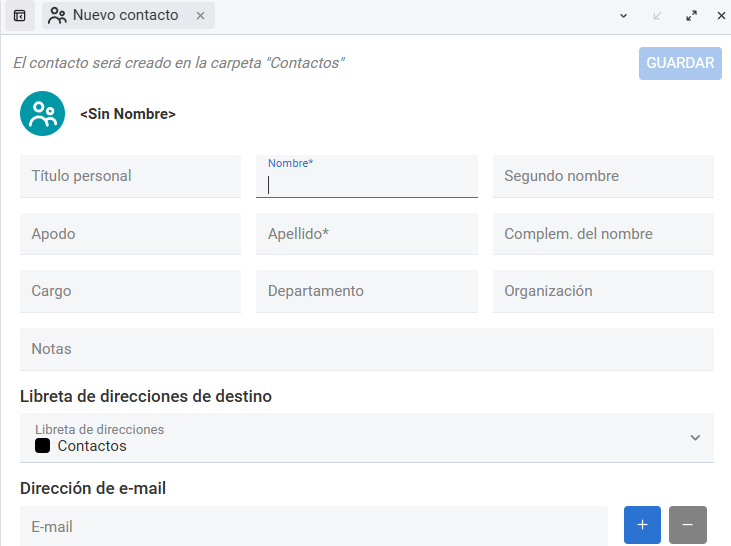 Nuevo contacto
El contacto será creado en la carpeta "Contactos"
GUARDAR
<Sin Nombre>
Título personal
Nombre*
Segundo nombre
Apodo
Apellido*
Complem. del nombre
Cargo
Departamento
Organización
Notas
Libreta de direcciones de destino
Libreta de direcciones
Contactos
Dirección de e-mail
E-mail